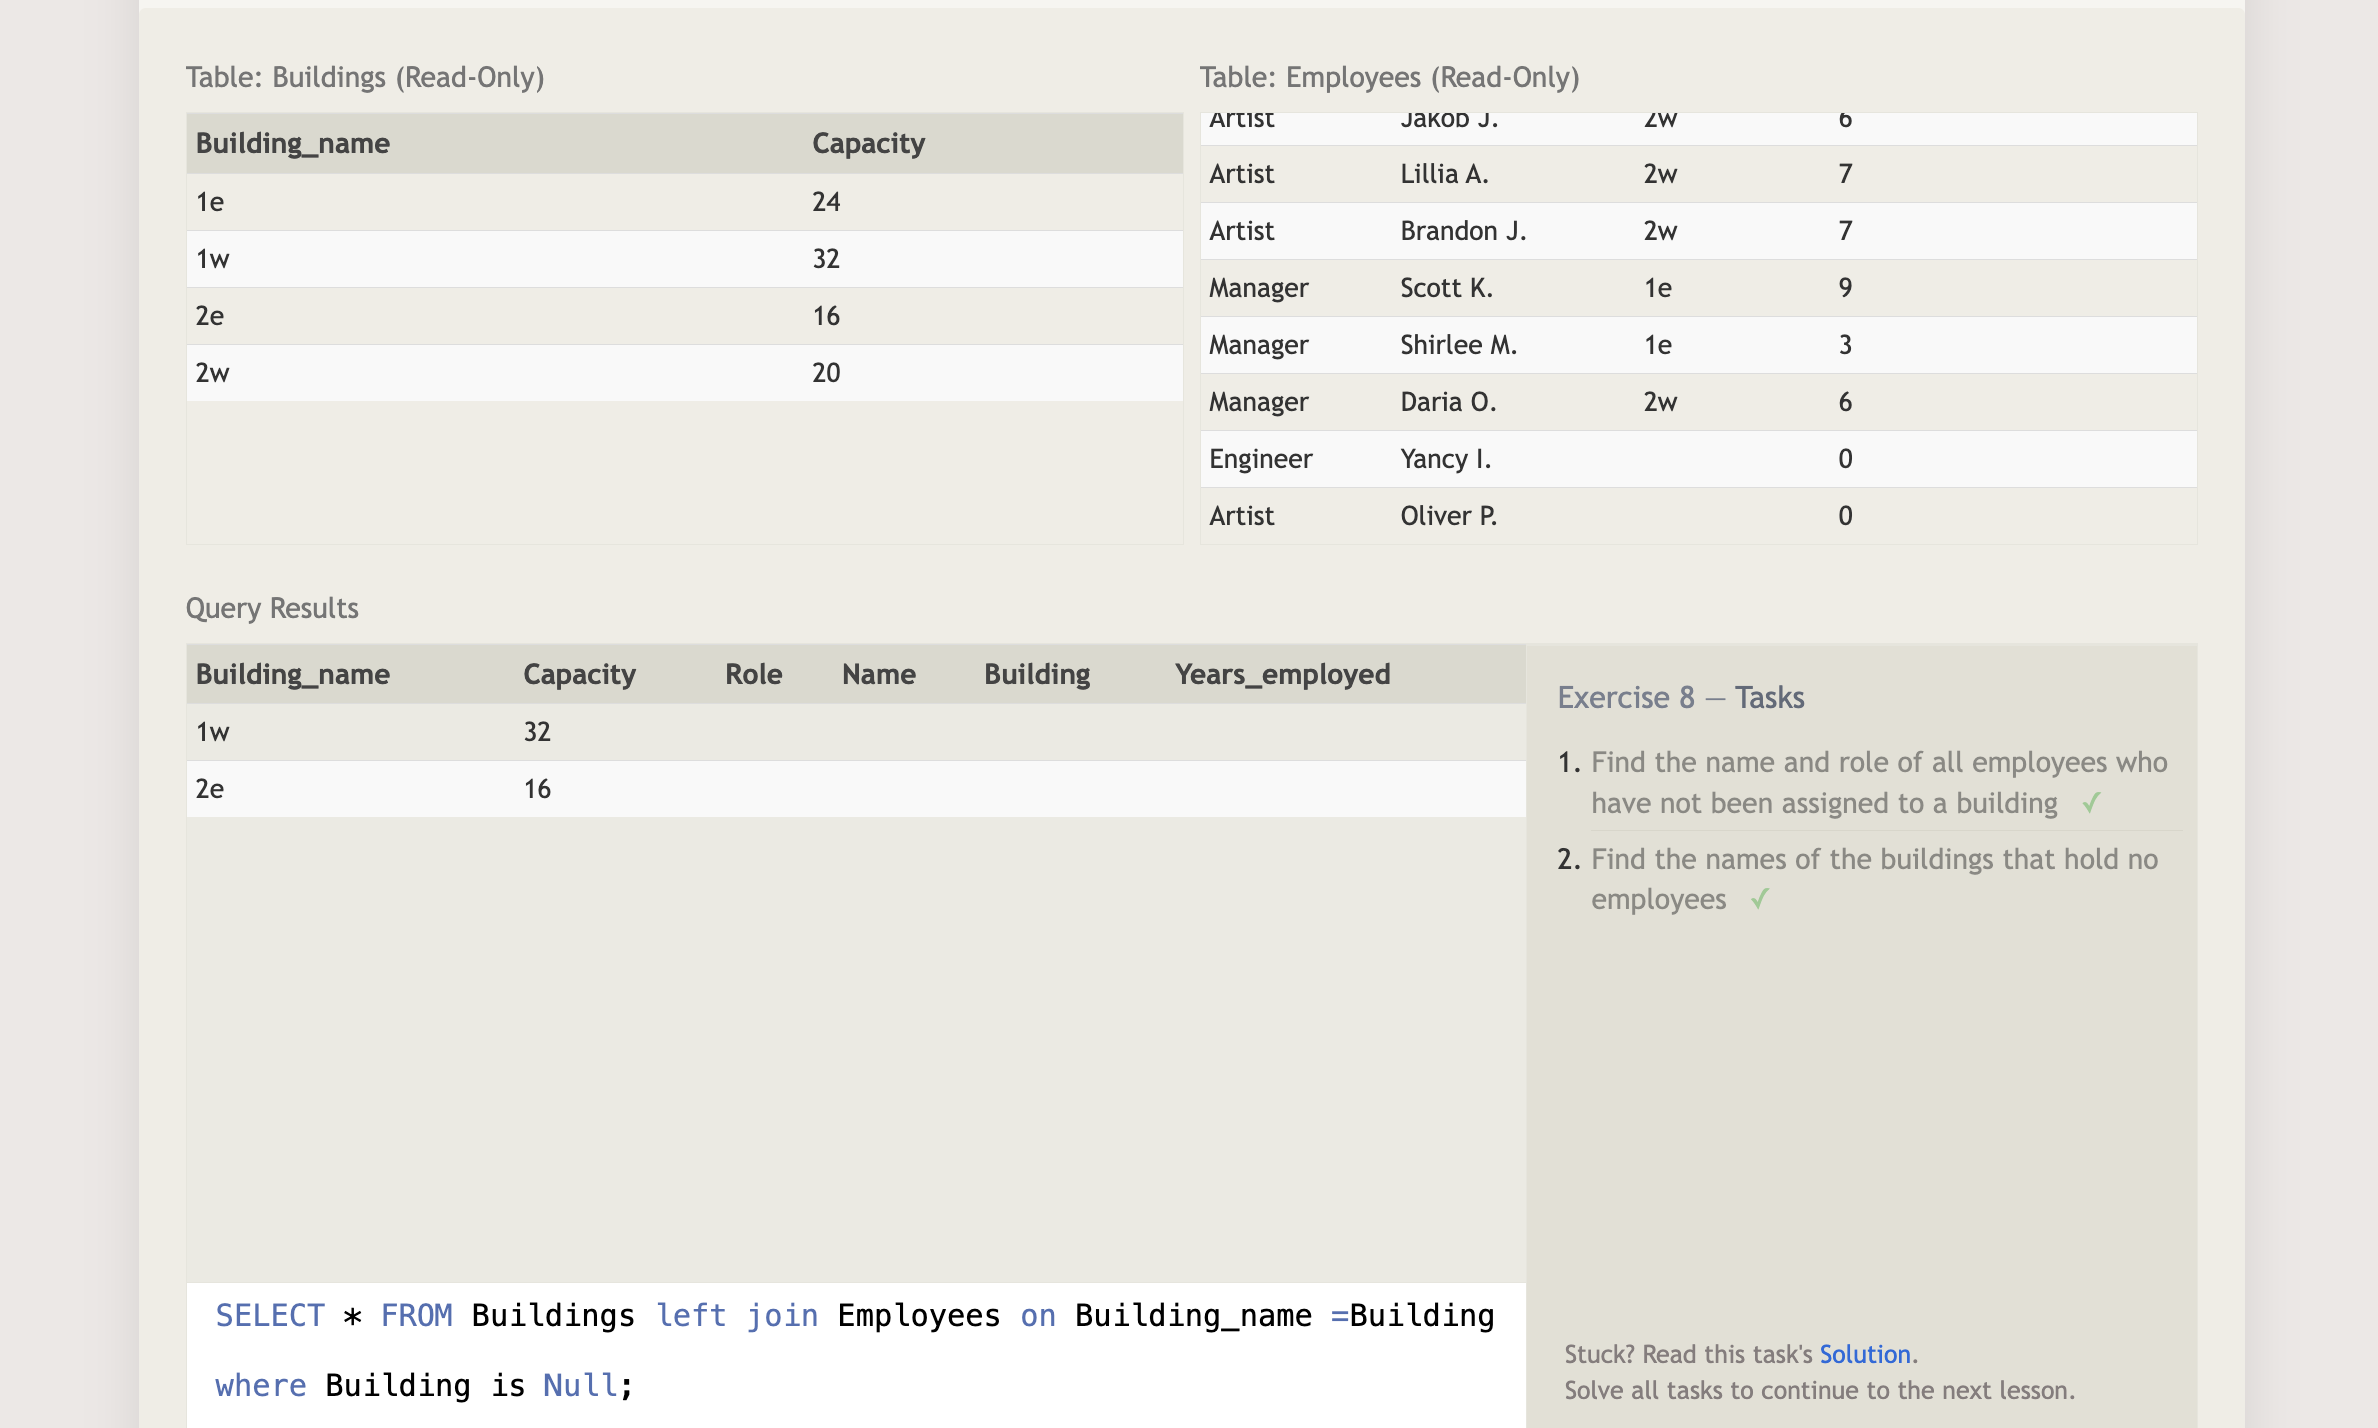 Table: Buildings (Read-Only)
Building_name Capacity
1e 24
1w 32
2e 16
2w 20
Table: Employees (Read-Only)
Artist Jakob J. 2w 6
Artist Lillia A. 2w 7
Artist Brandon J. 2w 7
Manager Scott K. 1e 9
Manager Shirlee M. 1e 3
Manager Daria O. 2w 6
Engineer Yancy I. 0
Artist Oliver P. 0
Query Results
Building_name Capacity Role Name Building Years_employed
1w 32
2e 16
SELECT * FROM Buildings left join Employees on Building_name =Building
where Building is Null;
Exercise 8 — Tasks
1. Find the name and role of all employees who
have not been assigned to a building ✓
2. Find the names of the buildings that hold no
employees ✓
Stuck? Read this task's Solution.
Solve all tasks to continue to the next lesson.